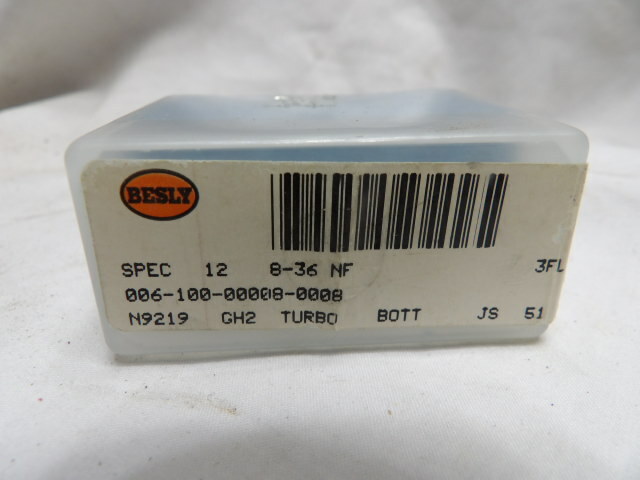 BESLY
SPEC 12 8-36 NF 3FL
006-100-00008-0008
N9219 GH2 TURBO BOTT JS 51